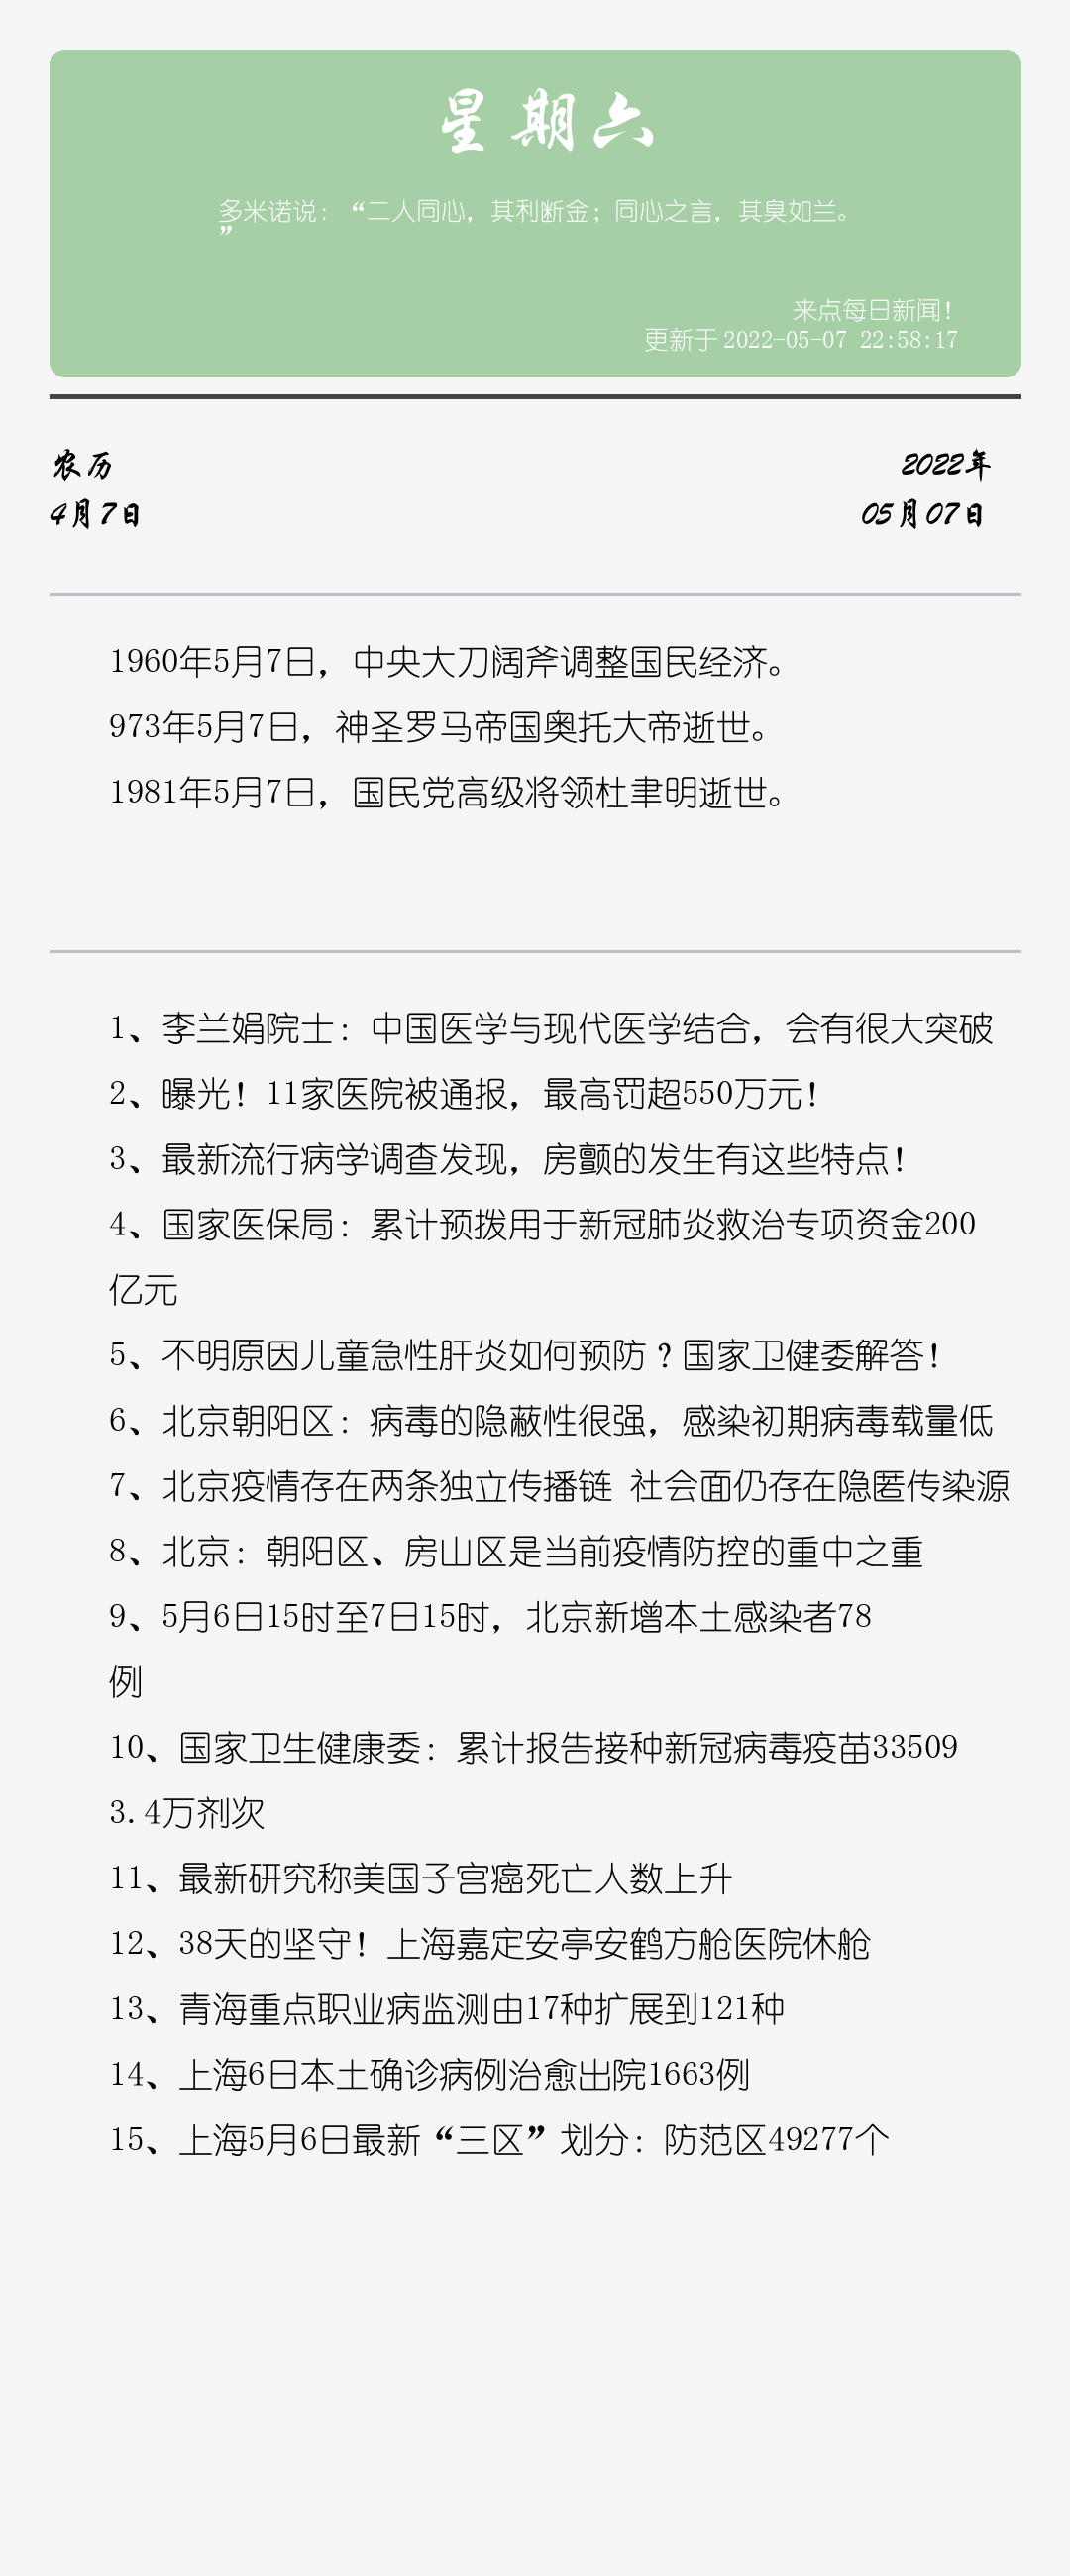 星期六
多米诺说：“二人同心，其利断金；同心之言，其臭如兰。
”
来点每日新闻！
更新于 2022-05-07 22:58:17
农历
2022年
4月7日
05月07日
1960年5月7日，中央大刀阔斧调整国民经济。
973年5月7日，神圣罗马帝国奥托大帝逝世。
1981年5月7日，国民党高级将领杜聿明逝世。
1、李兰娟院士：中国医学与现代医学结合，会有很大突破
2、曝光！11家医院被通报，最高罚超550万元！
3、最新流行病学调查发现，房颤的发生有这些特点！
4、国家医保局：累计预拨用于新冠肺炎救治专项资金200
亿元
5、不明原因儿童急性肝炎如何预防？国家卫健委解答！
6、北京朝阳区：病毒的隐蔽性很强，感染初期病毒载量低
7、北京疫情存在两条独立传播链 社会面仍存在隐匿传染源
8、北京：朝阳区、房山区是当前疫情防控的重中之重
9、5月6日15时至7日15时，北京新增本土感染者78
例
10、国家卫生健康委：累计报告接种新冠病毒疫苗33509
3.4万剂次
11、最新研究称美国子宫癌死亡人数上升
12、38天的坚守！上海嘉定安亭安鹤方舱医院休舱
13、青海重点职业病监测由17种扩展到121种
14、上海6日本土确诊病例治愈出院1663例
15、上海5月6日最新“三区”划分：防范区49277个